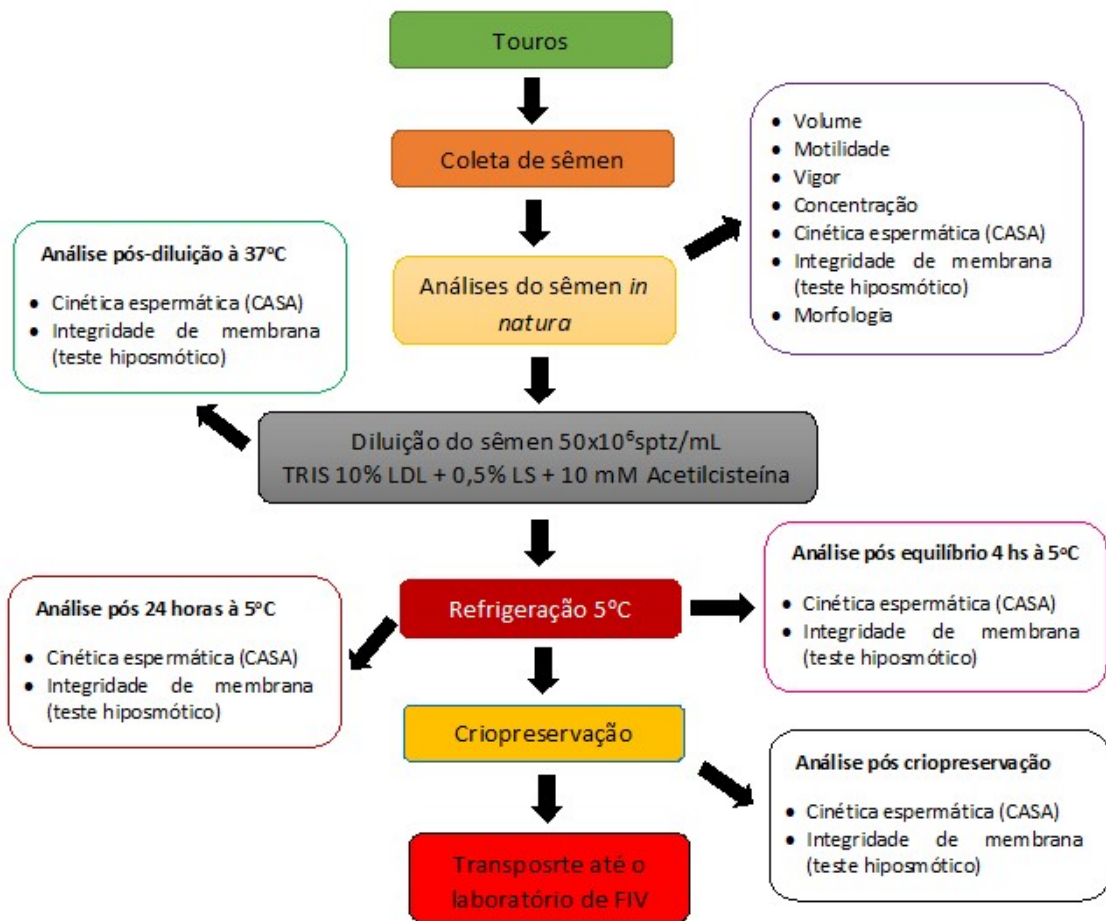 Touros
Coleta de sêmen
• Volume
• Motilidade
• Vigor
• Concentração
• Cinética espermática (CASA)
• Integridade de membrana
(teste hiposmótico)
• Morfologia
Análises do sêmen in
natura
Análise pós-diluição à 37ºC
• Cinética espermática (CASA)
• Integridade de membrana
(teste hiposmótico)
Diluição do sêmen 50x10⁶sptz/mL
TRIS 10% LDL + 0,5% LS + 10 mM Acetilcisteína
Análise pós equilíbrio 4 hs à 5ºC
• Cinética espermática (CASA)
• Integridade de membrana
(teste hiposmótico)
Refrigeração 5ºC
Análise pós 24 horas à 5ºC
• Cinética espermática (CASA)
• Integridade de membrana
(teste hiposmótico)
Criopreservação
Análise pós criopreservação
• Cinética espermática (CASA)
• Integridade de membrana
(teste hiposmótico)
Transposrte até o
laboratório de FIV